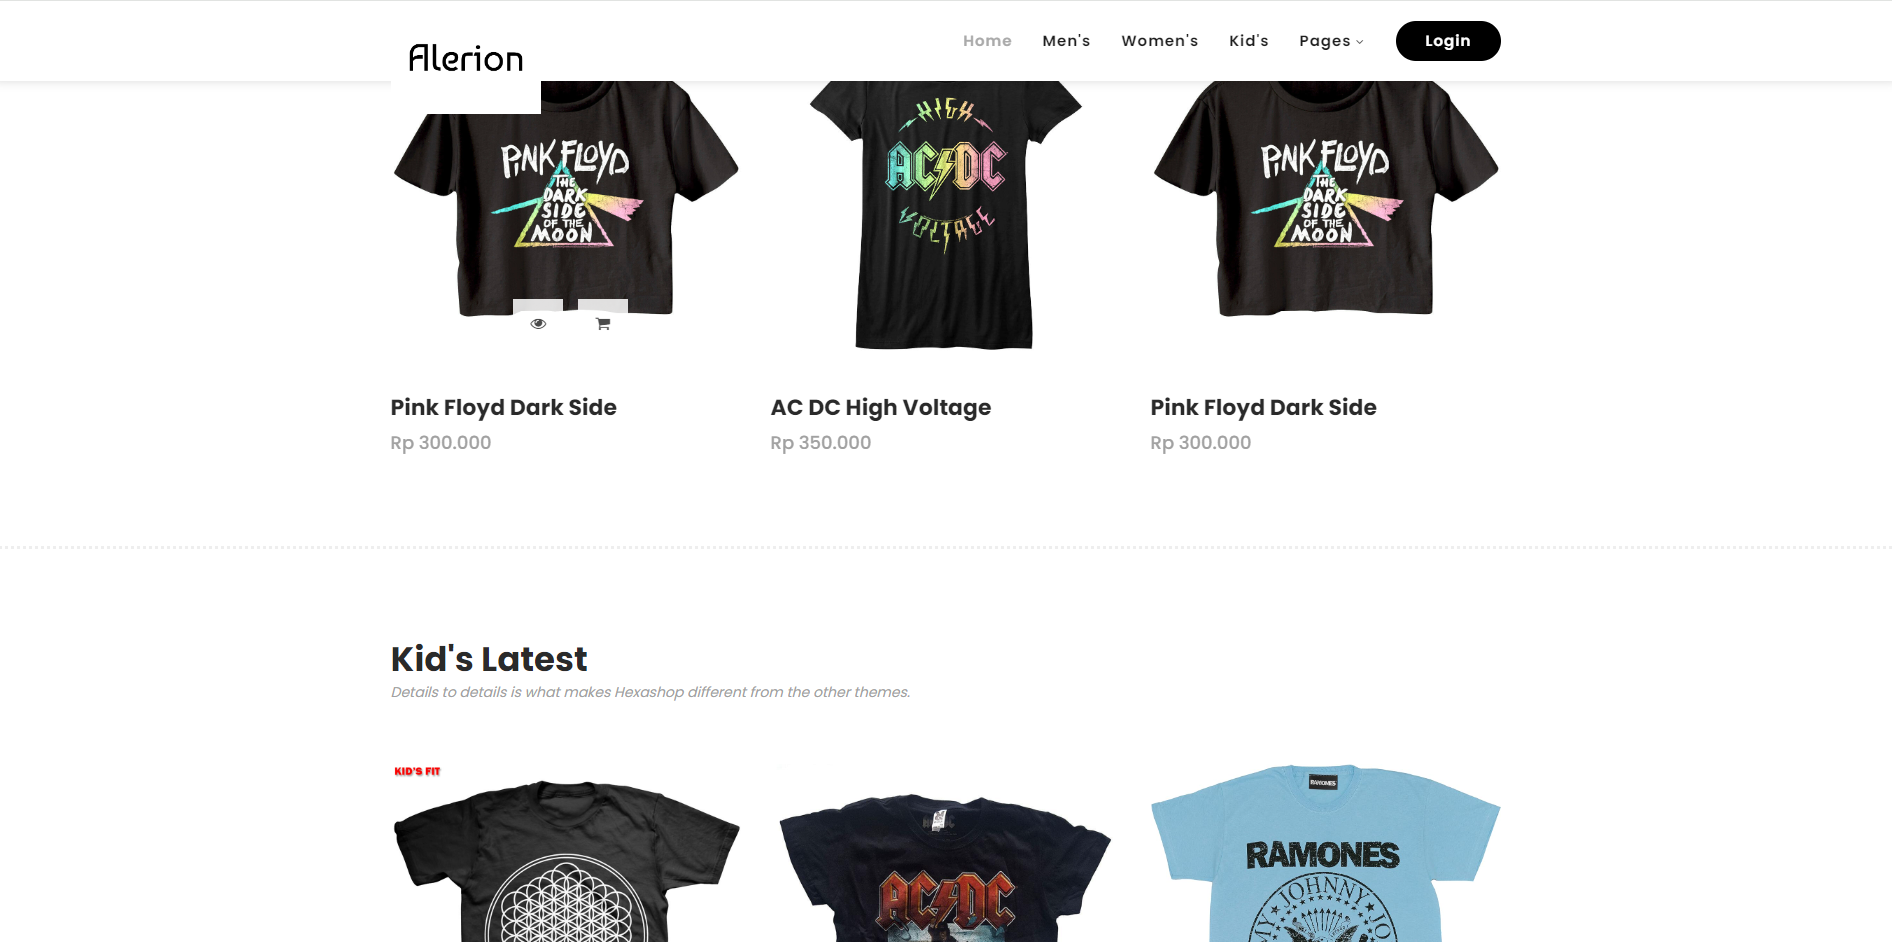 Alerion
Home Men's Women's Kid's Pages Login
PINK FLOYD
THE
DARK
SIDE
OF THE
MOON
HIGH
AC DC
VOLTAGE
PINK FLOYD
THE
DARK
SIDE
OF THE
MOON
Pink Floyd Dark Side
Rp 300.000
AC DC High Voltage
Rp 350.000
Pink Floyd Dark Side
Rp 300.000
Kid's Latest
Details to details is what makes Hexashop different from the other themes.
KID'S FIT
AC DC
RAMONES
RAMONES
JOHNNY